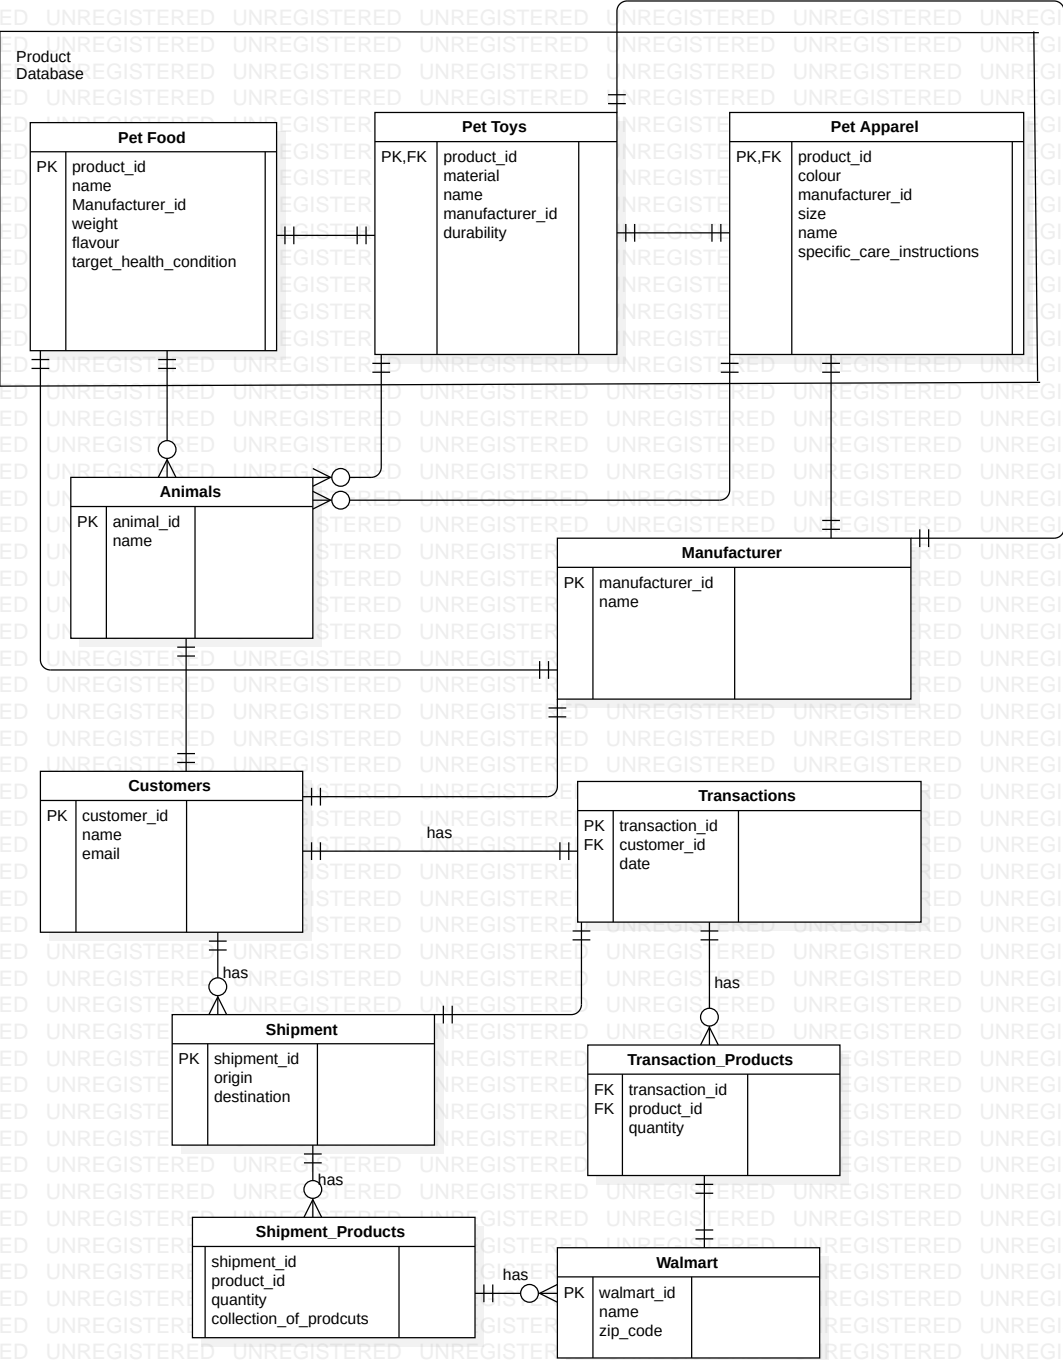 Product
Database
Pet Food
PK product_id
name
Manufacturer_id
weight
flavour
target_health_condition
Pet Toys
PK,FK product_id
material
name
manufacturer_id
durability
Pet Apparel
PK,FK product_id
colour
manufacturer_id
size
name
specific_care_instructions
Animals
PK animal_id
name
Manufacturer
PK manufacturer_id
name
Customers
PK customer_id
name
email
has
Transactions
PK transaction_id
FK customer_id
date
has
has
Shipment
PK shipment_id
origin
destination
Transaction_Products
FK transaction_id
FK product_id
quantity
has
Shipment_Products
shipment_id
product_id
quantity
collection_of_prodcuts
has
Walmart
PK walmart_id
name
zip_code
UNREGISTERED